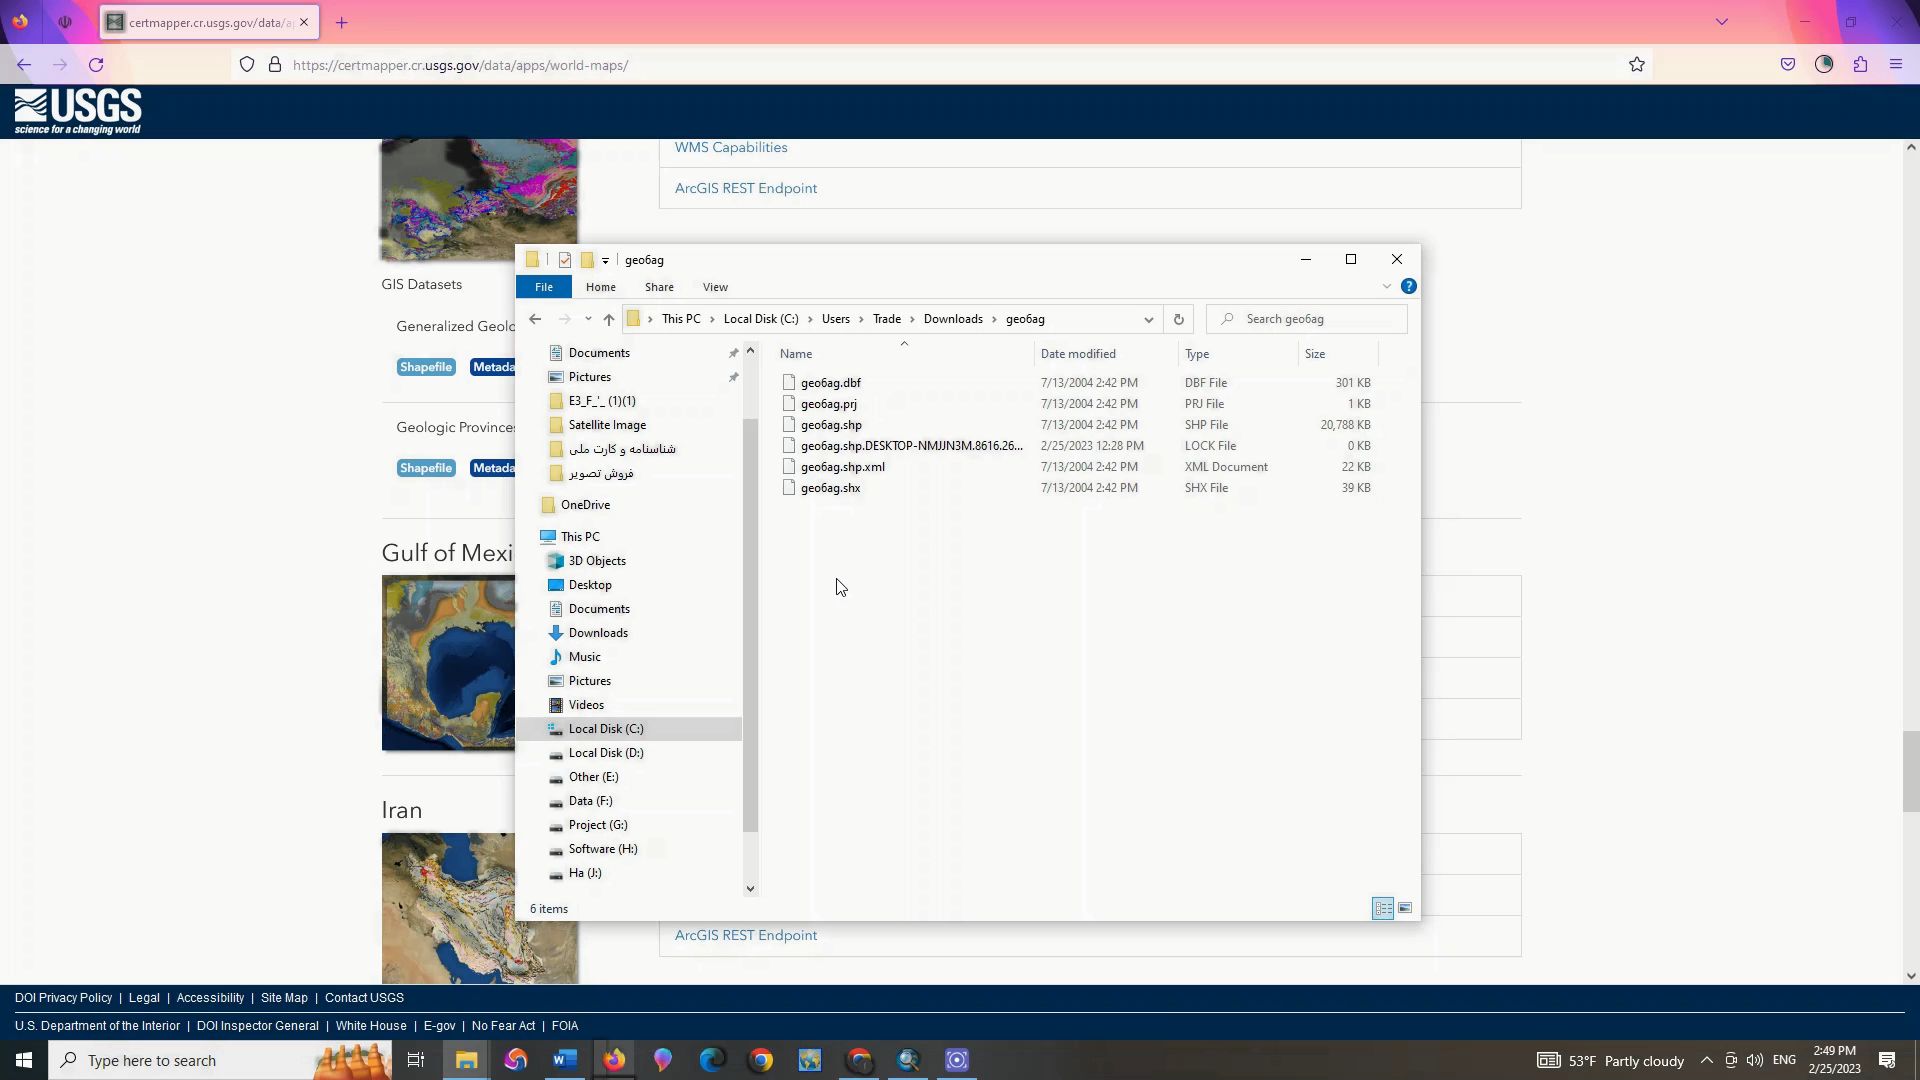 certmapper.cr.usgs.gov/data/a
https://certmapper.cr.usgs.gov/data/apps/world-maps/
USGS
science for a changing world
WMS Capabilities
ArcGIS REST Endpoint
GIS Datasets
Generalized Geolo
Shapefile Metada
Geologic Provinces
Shapefile Metada
Gulf of Mexi
Iran
ArcGIS REST Endpoint
geo6ag
File Home Share View
This PC Local Disk (C:) Users Trade Downloads geo6ag
Search geo6ag
Documents
Pictures
E3_F_'_ (1)(1)
Satellite Image
شناسنامه و کارت ملی
فروش تصویر
OneDrive
This PC
3D Objects
Desktop
Documents
Downloads
Music
Pictures
Videos
Local Disk (C:)
Local Disk (D:)
Other (E:)
Data (F:)
Project (G:)
Software (H:)
Ha (J:)
Name Date modified Type Size
geo6ag.dbf 7/13/2004 2:42 PM DBF File 301 KB
geo6ag.prj 7/13/2004 2:42 PM PRJ File 1 KB
geo6ag.shp 7/13/2004 2:42 PM SHP File 20,788 KB
geo6ag.shp.DESKTOP-NMJJN3M.8616.26... 2/25/2023 12:28 PM LOCK File 0 KB
geo6ag.shp.xml 7/13/2004 2:42 PM XML Document 22 KB
geo6ag.shx 7/13/2004 2:42 PM SHX File 39 KB
6 items
DOI Privacy Policy | Legal | Accessibility | Site Map | Contact USGS
U.S. Department of the Interior | DOI Inspector General | White House | E-gov | No Fear Act | FOIA
Type here to search
53°F Partly cloudy
ENG
2:49 PM
2/25/2023